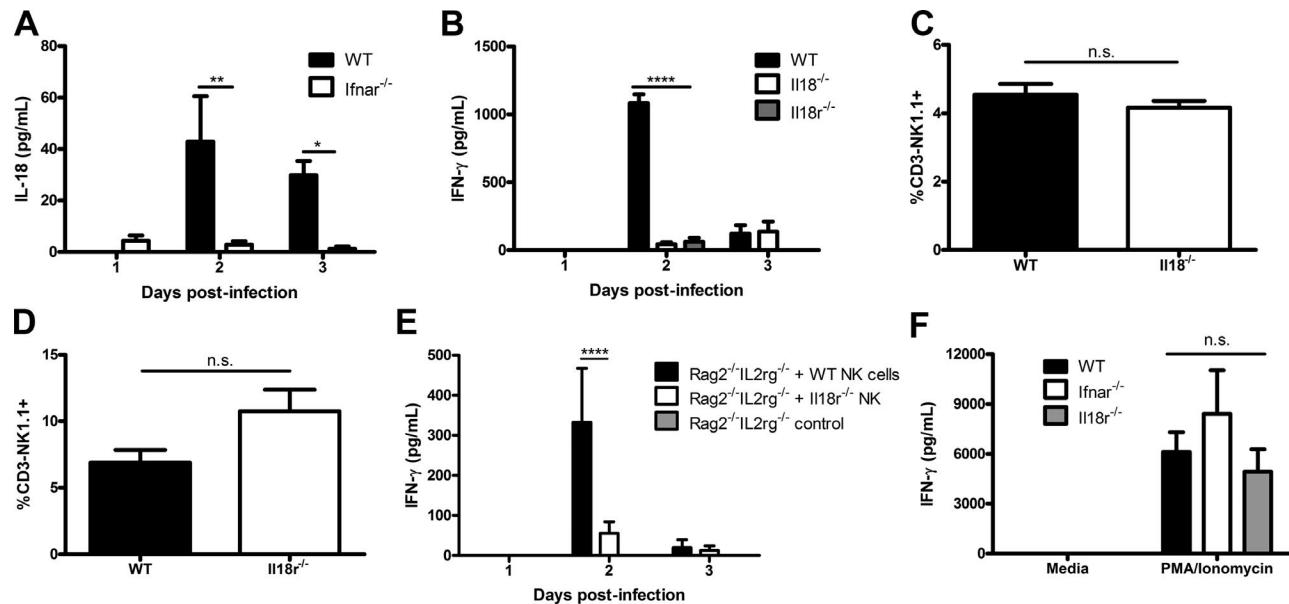 A
IL-18 (pg/mL)
80
60
40
20
0
**
*
WT
Ifnar-/-
1
2
3
Days post-infection
B
IFN-γ (pg/mL)
1500
1000
500
0
****
WT
Il18-/-
Il18r-/-
1
2
3
Days post-infection
C
%CD3-NK1.1+
6
4
2
0
n.s.
WT
Il18-/-
D
%CD3-NK1.1+
15
10
5
0
n.s.
WT
Il18r-/-
E
IFN-γ (pg/mL)
500
400
300
200
100
0
****
Rag2-/-IL2rg-/- + WT NK cells
Rag2-/-IL2rg-/- + Il18r-/- NK
Rag2-/-IL2rg-/- control
1
2
3
Days post-infection
F
IFN-γ (pg/mL)
12000
9000
6000
3000
0
WT
Ifnar-/-
Il18r-/-
n.s.
Media
PMA/Ionomycin